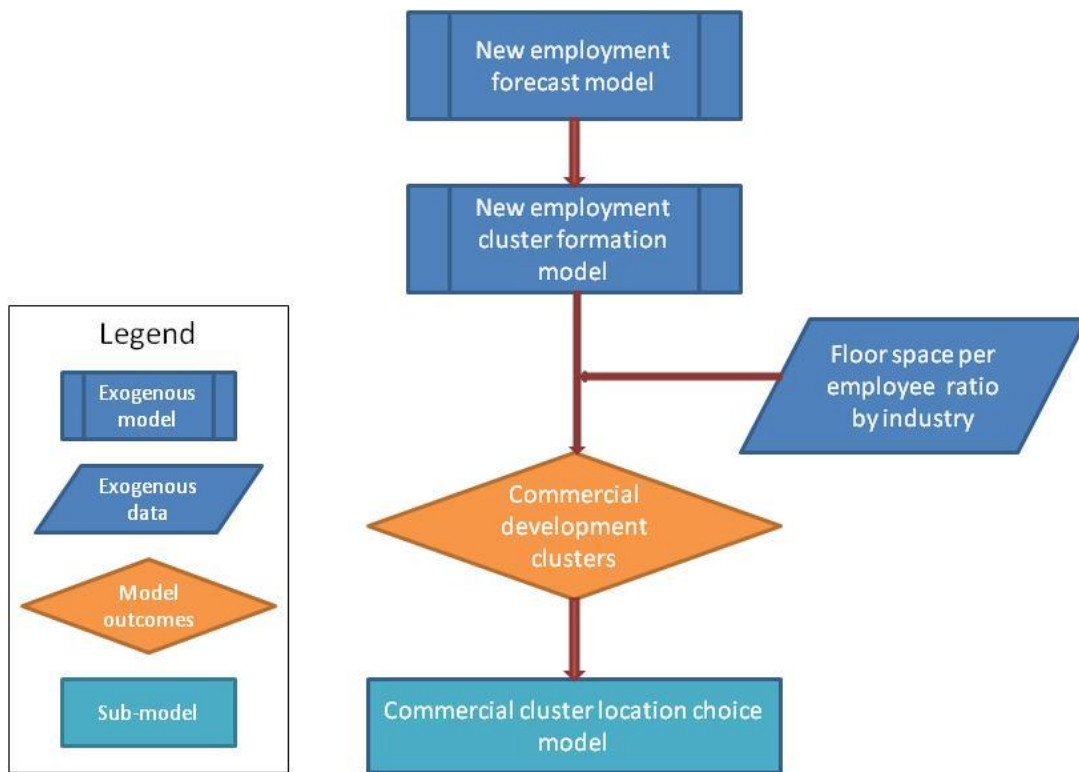 New employment
forecast model
New employment
cluster formation
model
Floor space per
employee ratio
by industry
Commercial
development
clusters
Commercial cluster location choice
model
Legend
Exogenous
model
Exogenous
data
Model
outcomes
Sub-model